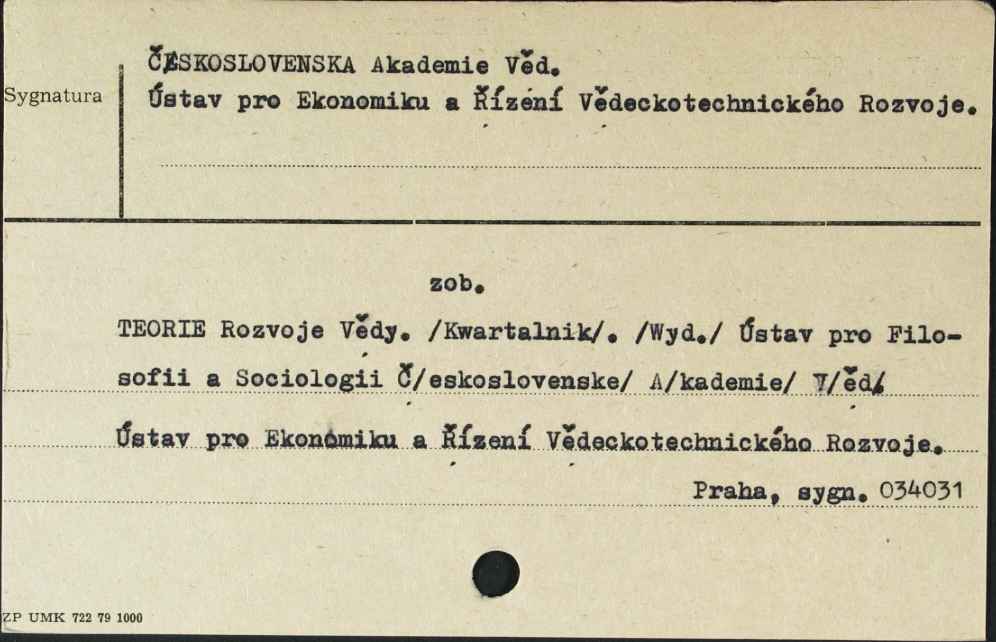 ČESKOSLOVENSKA Akademie Věd.
Sygnatura
Ústav pro Ekonomiku a Řízéní Vědeckotechnického Rozvoje.
zob.
TEORIE Rozvoje Vědy. /Kwartalnik/. /Wyd./ Ústav pro Filo-
sofii a Sociologii Č/eskoslovenske/ A/kademie/ V/ěd/
Ústav pro Ekonomiku a Řízení Vědeckotechnického Rozvoje.
Praha, sygn. 034031
ZP UMK 722 79 1000